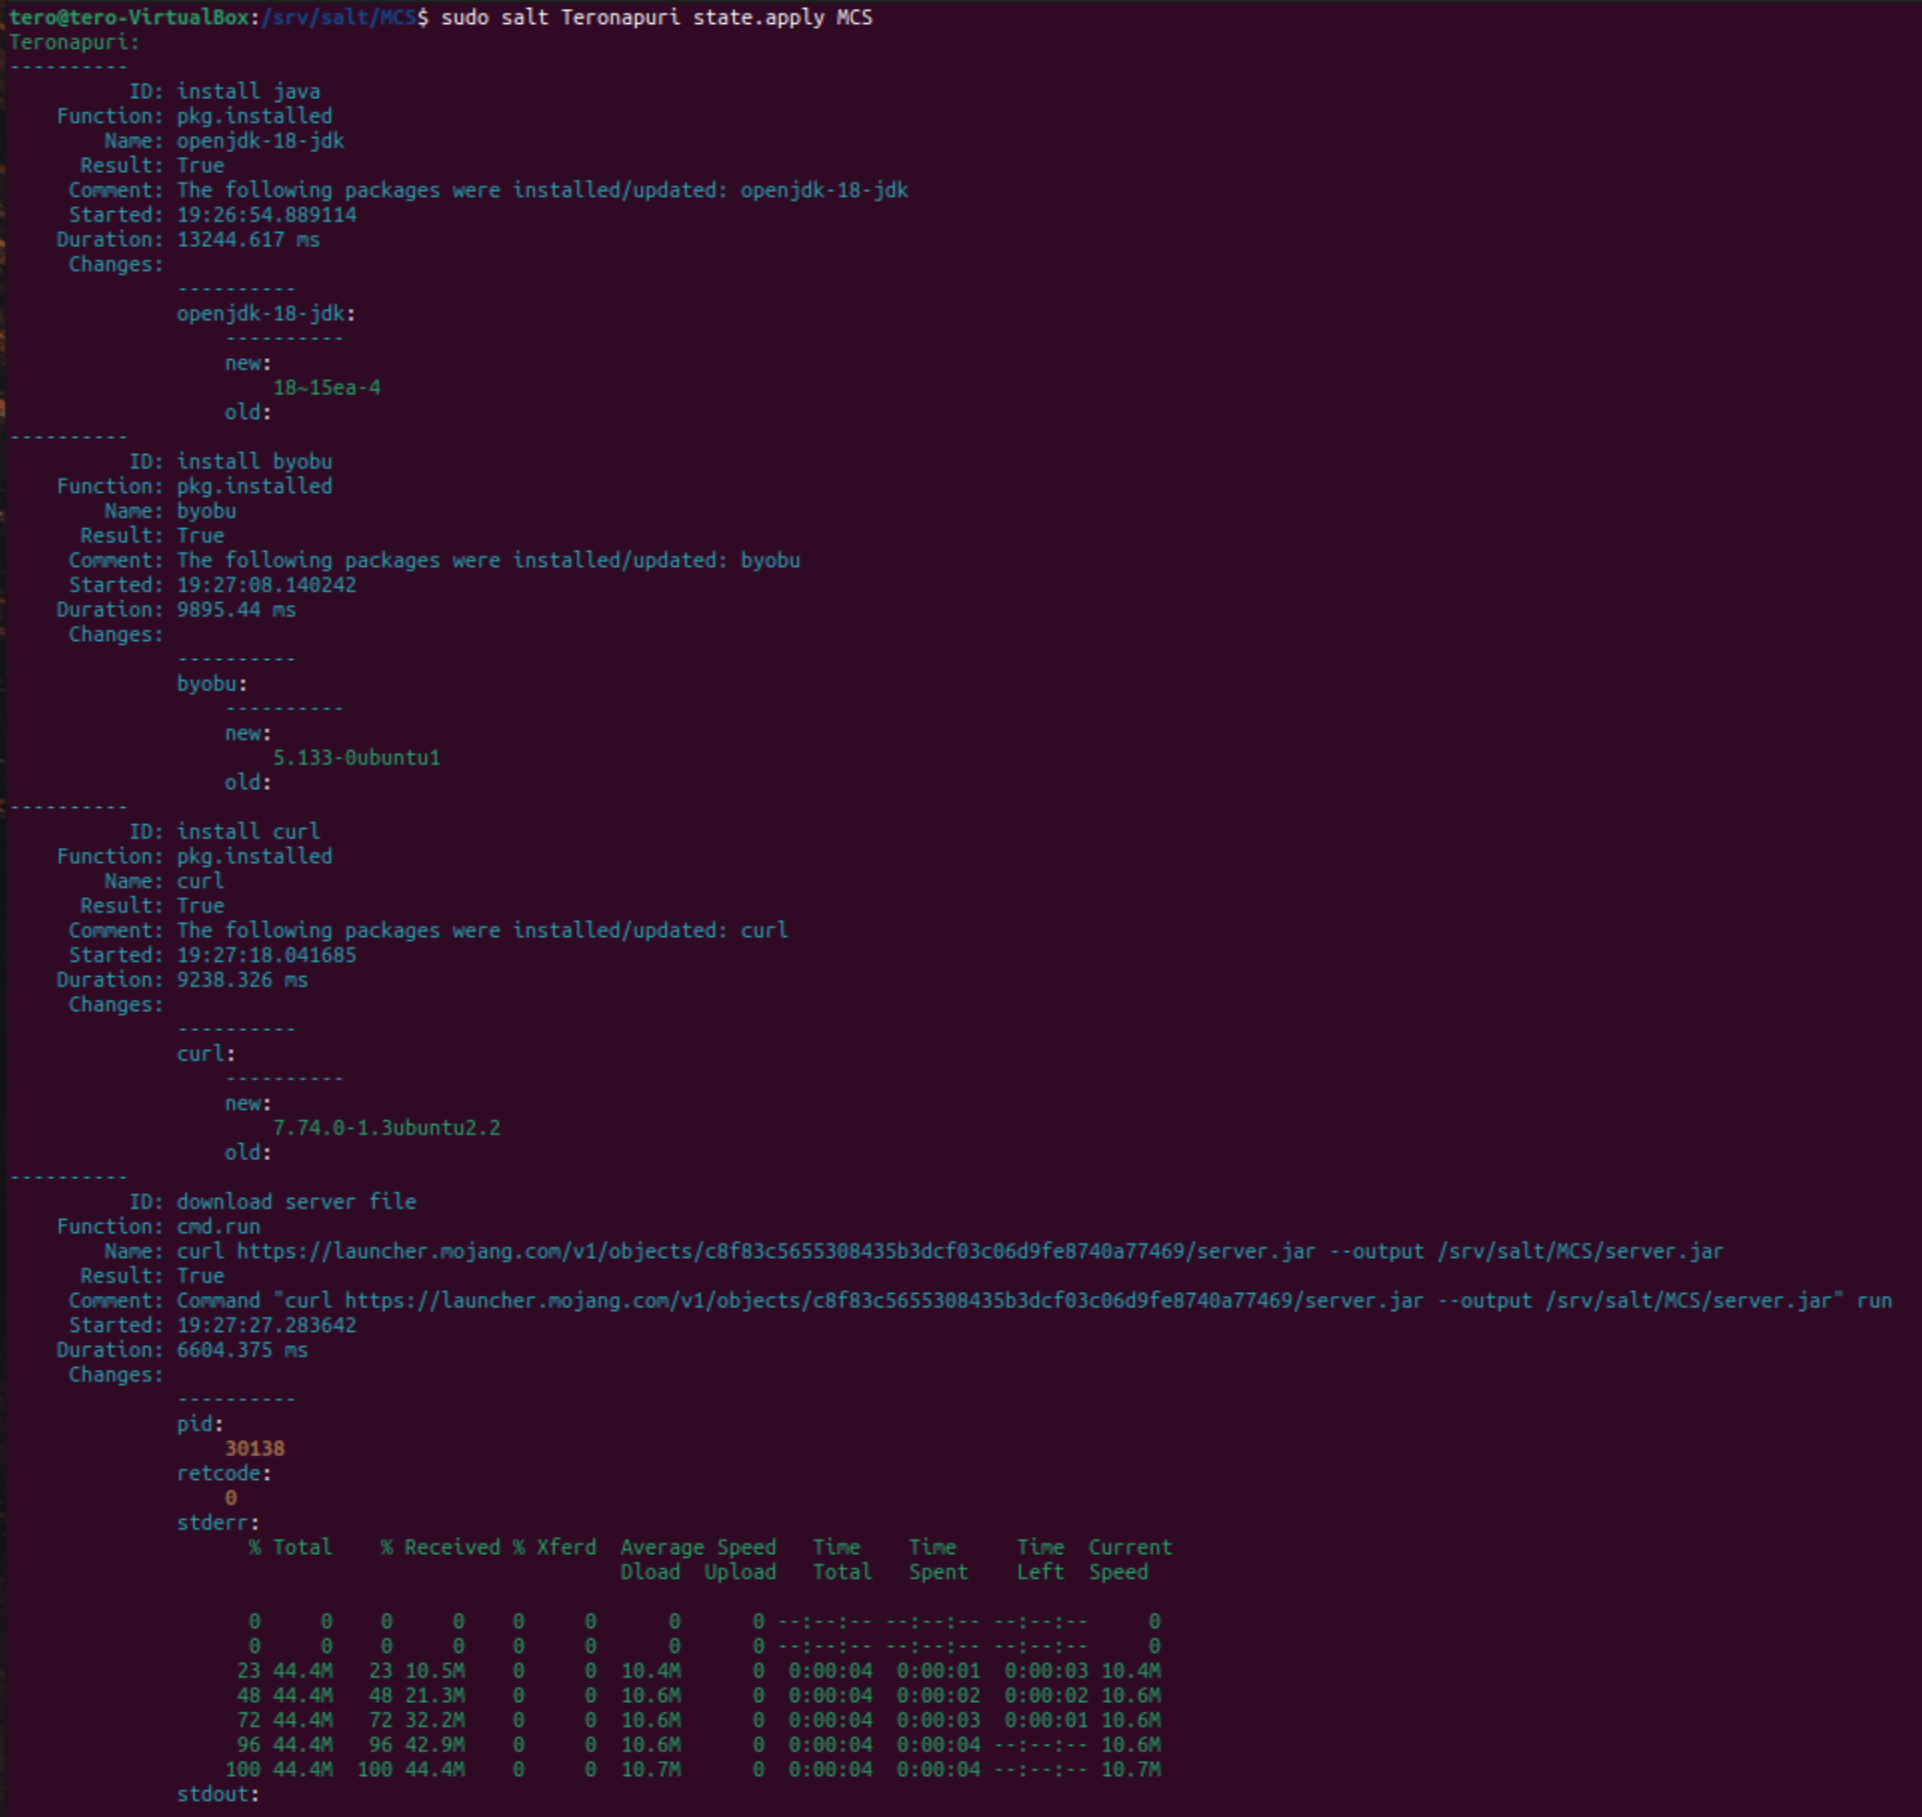 tero@tero-VirtualBox:/srv/salt/MCS$ sudo salt Teronapuri state.apply MCS
Teronapuri:
----------
          ID: install java
    Function: pkg.installed
        Name: openjdk-18-jdk
      Result: True
     Comment: The following packages were installed/updated: openjdk-18-jdk
     Started: 19:26:54.889114
    Duration: 13244.617 ms
     Changes:
              ----------
              openjdk-18-jdk:
                  ----------
                  new:
                      18~15ea-4
                  old:
----------
          ID: install byobu
    Function: pkg.installed
        Name: byobu
      Result: True
     Comment: The following packages were installed/updated: byobu
     Started: 19:27:08.140242
    Duration: 9895.44 ms
     Changes:
              ----------
              byobu:
                  ----------
                  new:
                      5.133-0ubuntu1
                  old:
----------
          ID: install curl
    Function: pkg.installed
        Name: curl
      Result: True
     Comment: The following packages were installed/updated: curl
     Started: 19:27:18.041685
    Duration: 9238.326 ms
     Changes:
              ----------
              curl:
                  ----------
                  new:
                      7.74.0-1.3ubuntu2.2
                  old:
----------
          ID: download server file
    Function: cmd.run
        Name: curl https://launcher.mojang.com/v1/objects/c8f83c5655308435b3dcf03c06d9fe8740a77469/server.jar --output /srv/salt/MCS/server.jar
      Result: True
     Comment: Command "curl https://launcher.mojang.com/v1/objects/c8f83c5655308435b3dcf03c06d9fe8740a77469/server.jar --output /srv/salt/MCS/server.jar" run
     Started: 19:27:27.283642
    Duration: 6604.375 ms
     Changes:
              ----------
              pid:
                  30138
              retcode:
                  0
              stderr:
                    % Total    % Received % Xferd  Average Speed   Time    Time     Time  Current
                                                   Dload  Upload   Total   Spent    Left  Speed
                    0     0    0     0    0     0      0      0 --:--:-- --:--:-- --:--:--     0
                    0     0    0     0    0     0      0      0 --:--:-- --:--:-- --:--:--     0
                   23 44.4M   23 10.5M    0     0  10.4M      0  0:00:04  0:00:01  0:00:03 10.4M
                   48 44.4M   48 21.3M    0     0  10.6M      0  0:00:04  0:00:02  0:00:02 10.6M
                   72 44.4M   72 32.2M    0     0  10.6M      0  0:00:04  0:00:03  0:00:01 10.6M
                   96 44.4M   96 42.9M    0     0  10.6M      0  0:00:04  0:00:04 --:--:-- 10.6M
                  100 44.4M  100 44.4M    0     0  10.7M      0  0:00:04  0:00:04 --:--:-- 10.7M
              stdout: